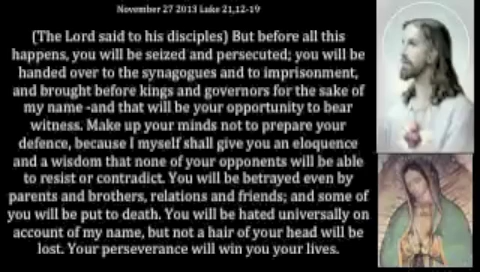 November 27 2013 Luke 21,12-19
(The Lord said to his disciples) But before all this
happens, you will be seized and persecuted; you will be
handed over to the synagogues and to imprisonment,
and brought before kings and governors for the sake of
my name -and that will be your opportunity to bear
witness. Make up your minds not to prepare your
defence, because I myself shall give you an eloquence
and a wisdom that none of your opponents will be able
to resist or contradict. You will be betrayed even by
parents and brothers, relations and friends; and some of
you will be put to death. You will be hated universally on
account of my name, but not a hair of your head will be
lost. Your perseverance will win you your lives.